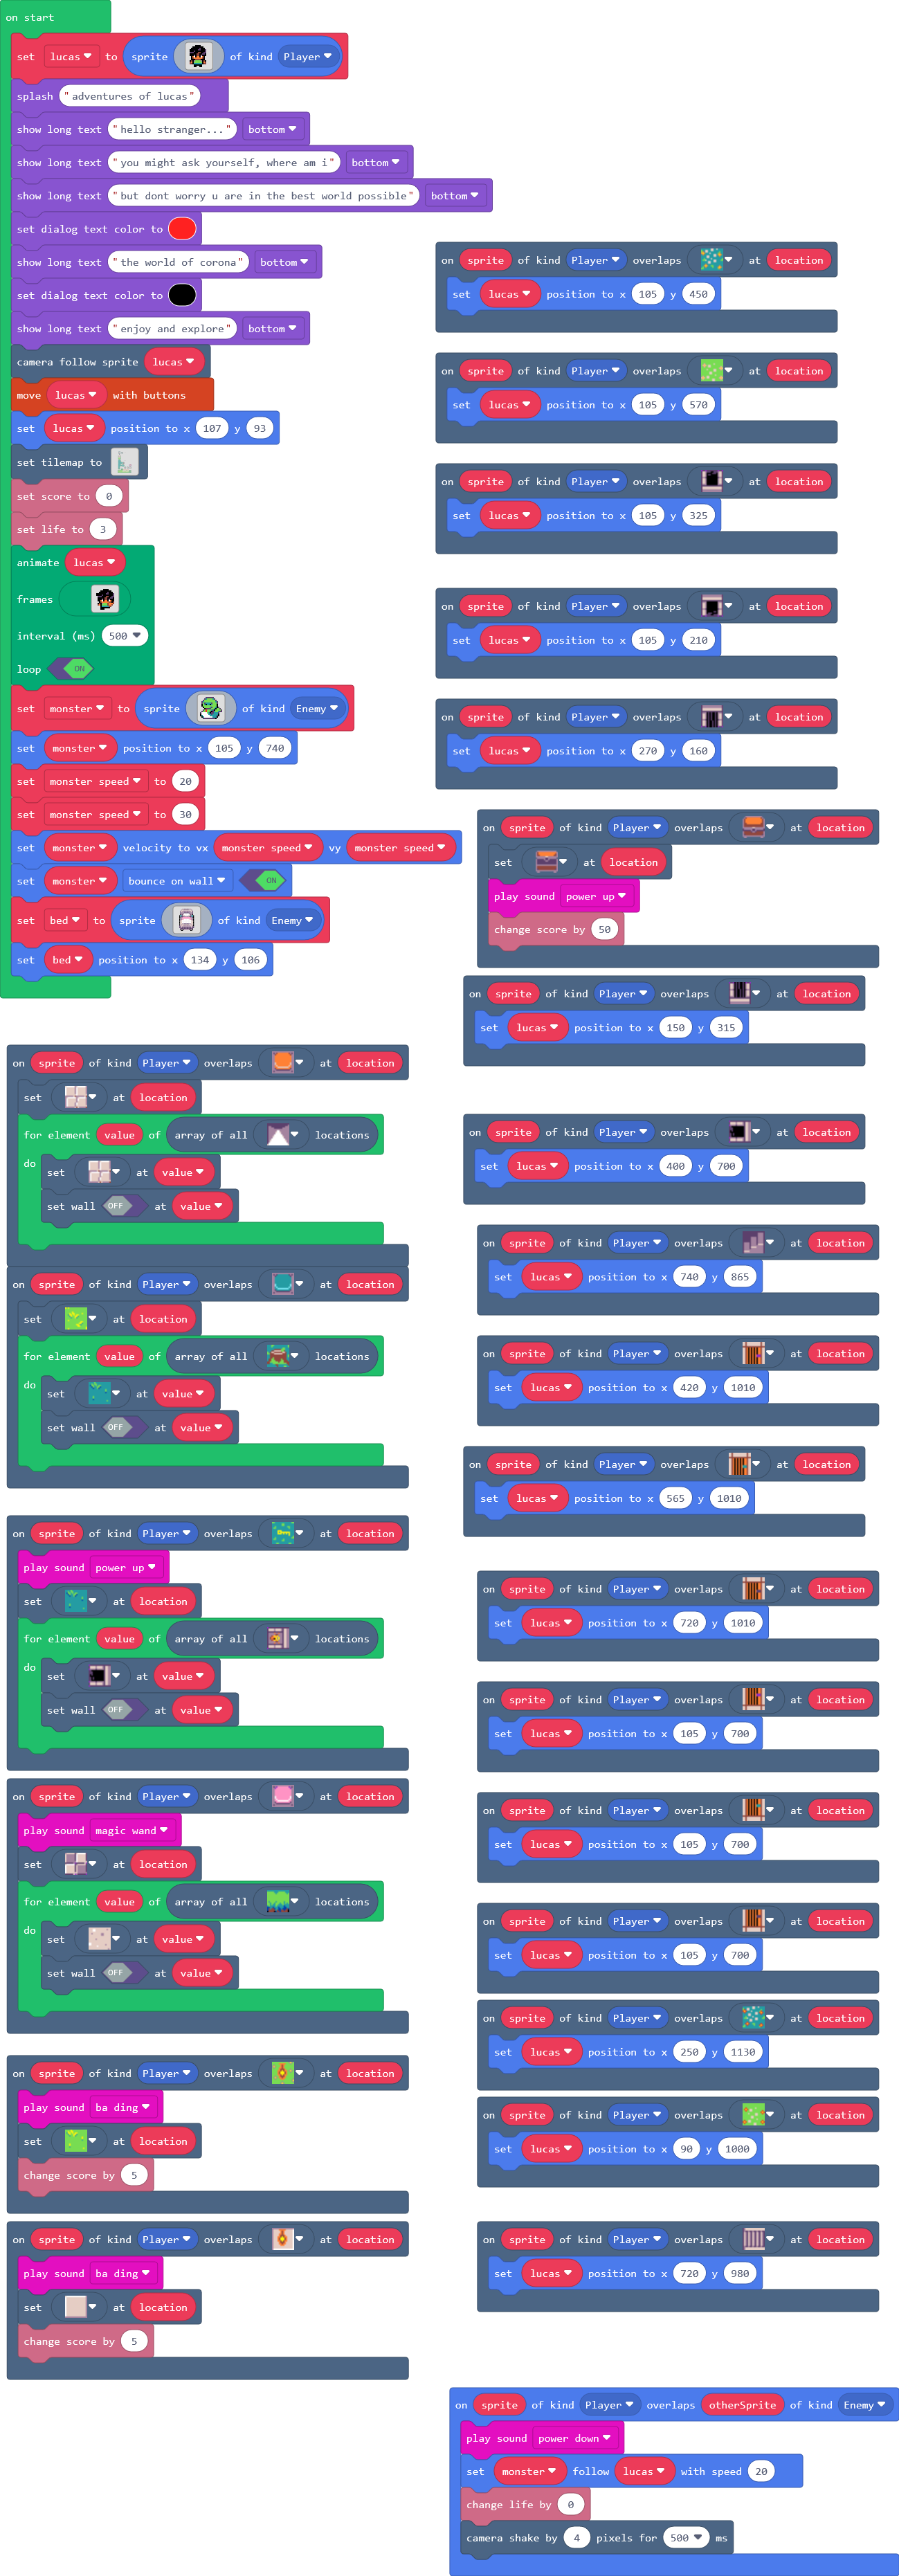 on start
set lucas to sprite of kind Player
splash "adventures of lucas"
show long text "hello stranger..." bottom
show long text "you might ask yourself, where am i" bottom
show long text "but dont worry u are in the best world possible" bottom
set dialog text color to
show long text "the world of corona" bottom
set dialog text color to
show long text "enjoy and explore" bottom
camera follow sprite lucas
move lucas with buttons
set lucas position to x 107 y 93
set tilemap to
set score to 0
set life to 3
animate lucas
frames
interval (ms) 500
loop ON
set monster to sprite of kind Enemy
set monster position to x 105 y 740
set monster speed to 20
set monster speed to 30
set monster velocity to vx monster speed vy monster speed
set monster bounce on wall ON
set bed to sprite of kind Enemy
set bed position to x 134 y 106
on sprite of kind Player overlaps at location
set at location
for element value of array of all locations
do set at value
set wall OFF at value
on sprite of kind Player overlaps at location
set at location
for element value of array of all locations
do set at value
set wall OFF at value
on sprite of kind Player overlaps at location
play sound power up
set at location
for element value of array of all locations
do set at value
set wall OFF at value
on sprite of kind Player overlaps at location
play sound magic wand
set at location
for element value of array of all locations
do set at value
set wall OFF at value
on sprite of kind Player overlaps at location
play sound ba ding
set at location
change score by 5
on sprite of kind Player overlaps at location
play sound ba ding
set at location
change score by 5
on sprite of kind Player overlaps at location
set lucas position to x 105 y 450
on sprite of kind Player overlaps at location
set lucas position to x 105 y 570
on sprite of kind Player overlaps at location
set lucas position to x 105 y 325
on sprite of kind Player overlaps at location
set lucas position to x 105 y 210
on sprite of kind Player overlaps at location
set lucas position to x 270 y 160
on sprite of kind Player overlaps at location
set at location
play sound power up
change score by 50
on sprite of kind Player overlaps at location
set lucas position to x 150 y 315
on sprite of kind Player overlaps at location
set lucas position to x 400 y 700
on sprite of kind Player overlaps at location
set lucas position to x 740 y 865
on sprite of kind Player overlaps at location
set lucas position to x 420 y 1010
on sprite of kind Player overlaps at location
set lucas position to x 565 y 1010
on sprite of kind Player overlaps at location
set lucas position to x 720 y 1010
on sprite of kind Player overlaps at location
set lucas position to x 105 y 700
on sprite of kind Player overlaps at location
set lucas position to x 105 y 700
on sprite of kind Player overlaps at location
set lucas position to x 105 y 700
on sprite of kind Player overlaps at location
set lucas position to x 250 y 1130
on sprite of kind Player overlaps at location
set lucas position to x 90 y 1000
on sprite of kind Player overlaps at location
set lucas position to x 720 y 980
on sprite of kind Player overlaps otherSprite of kind Enemy
play sound power down
set monster follow lucas with speed 20
change life by 0
camera shake by 4 pixels for 500 ms